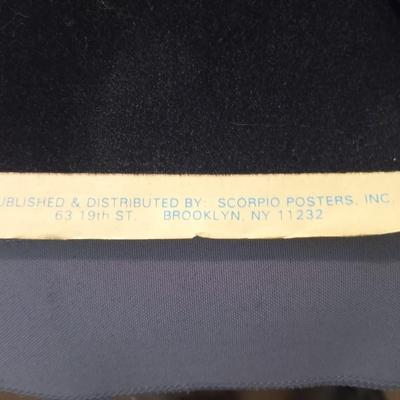 UBLISHED & DISTRIBUTED BY: SCORPIO POSTERS, INC.
63 19th ST. BROOKLYN, NY 11232